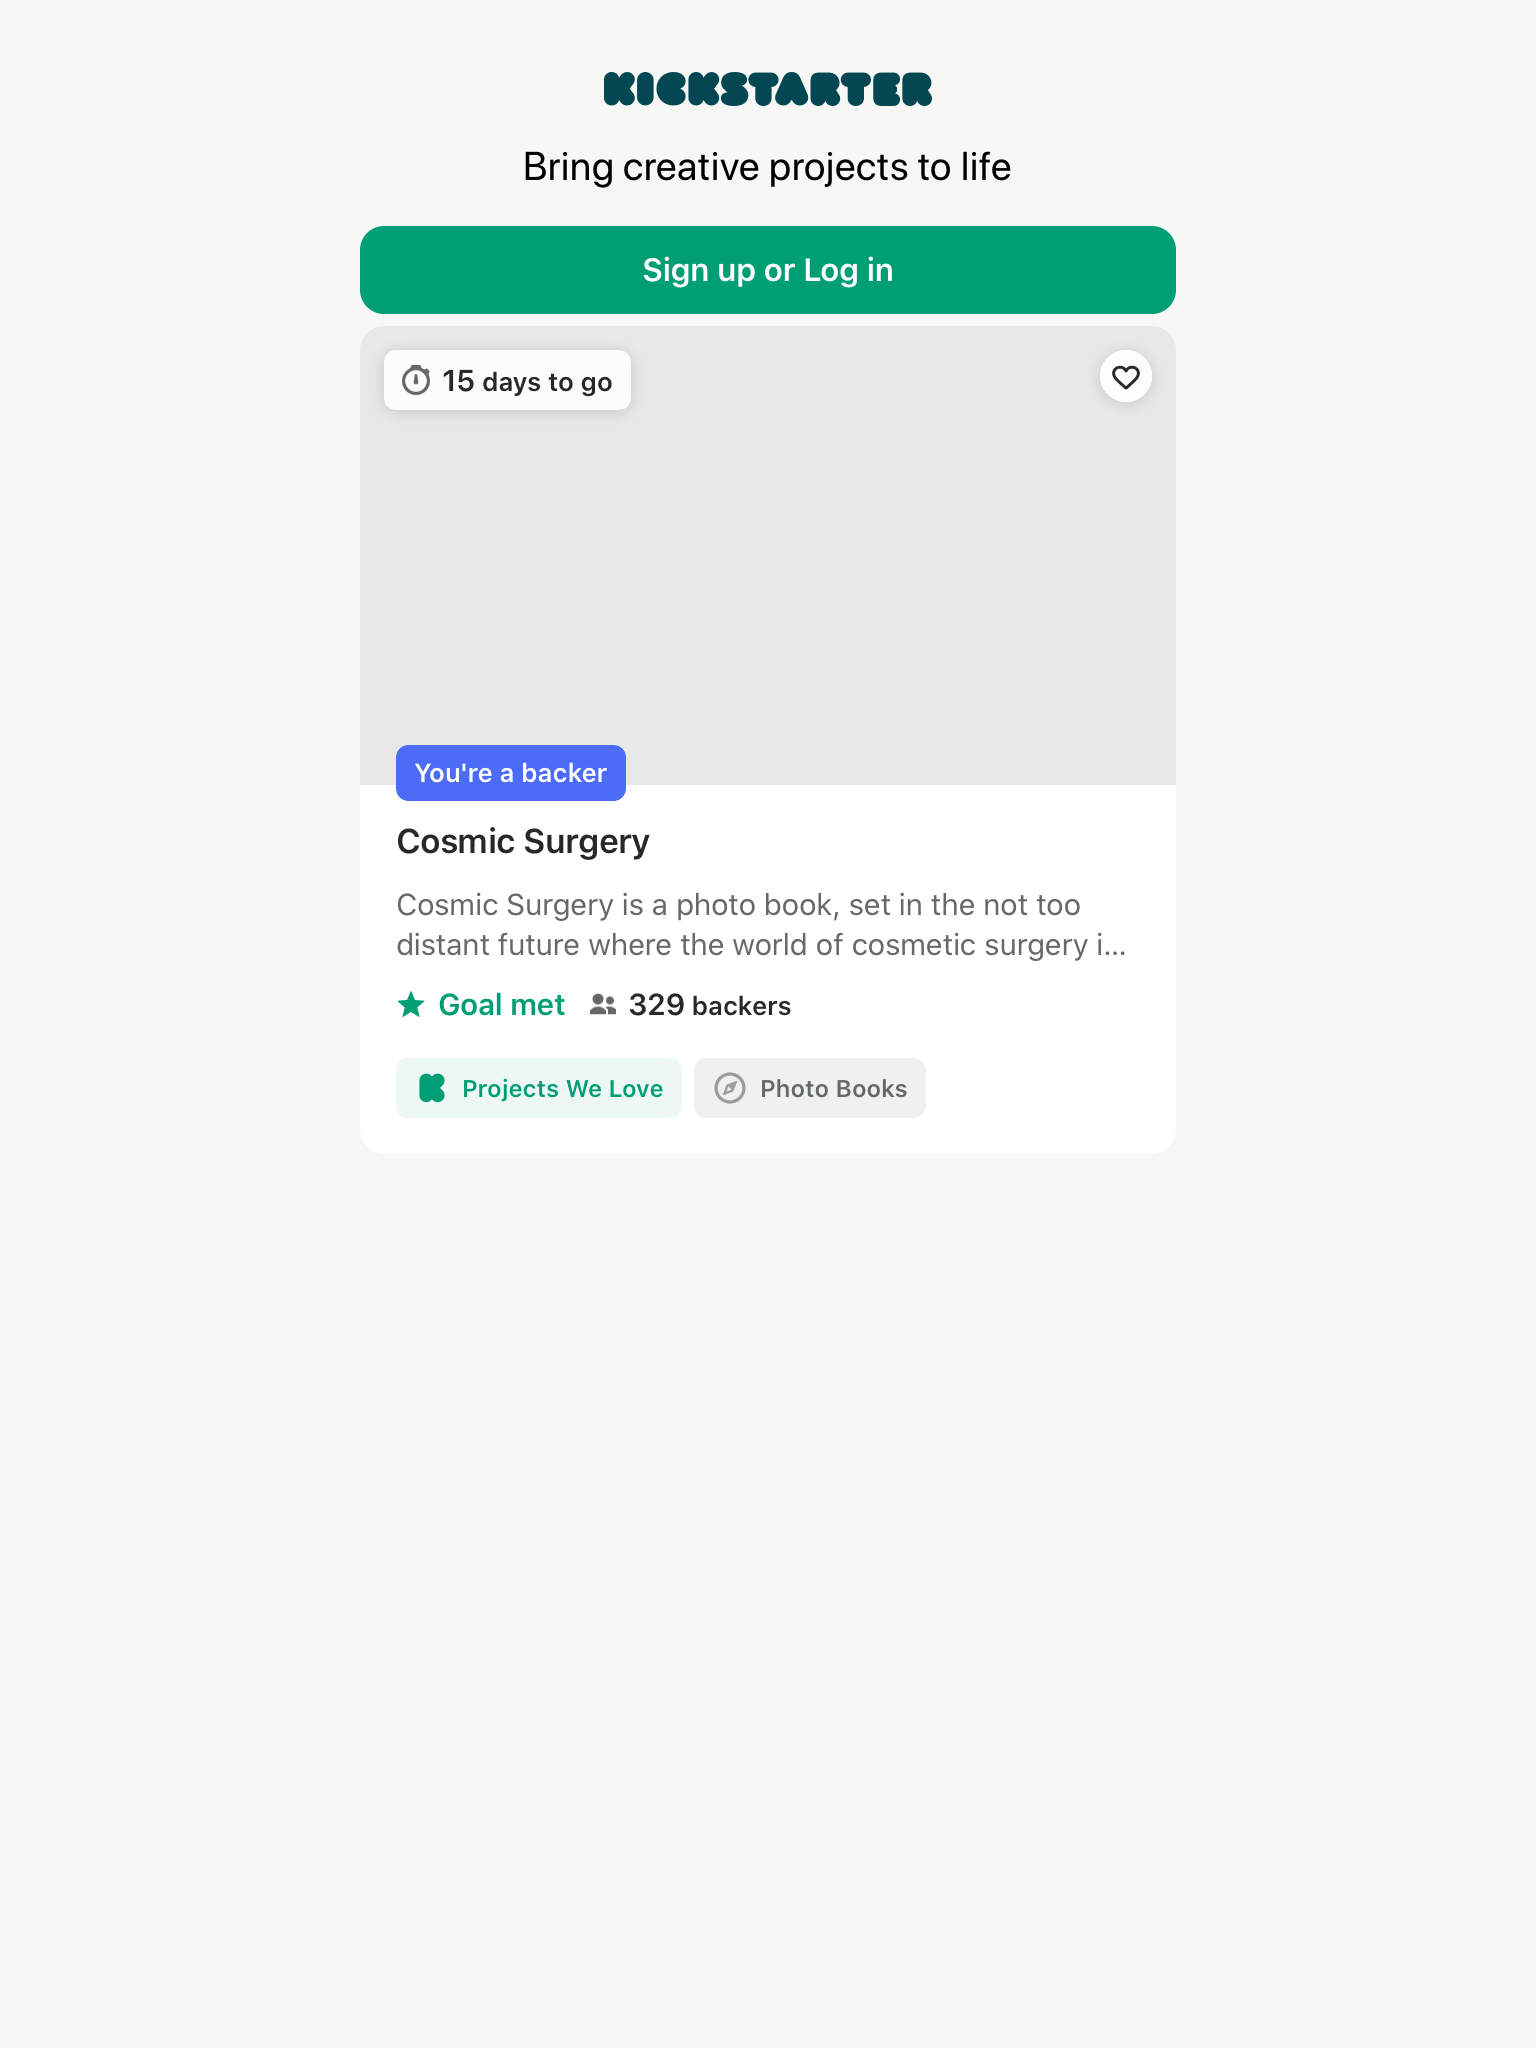 KICKSTARTER
Bring creative projects to life
Sign up or Log in
15 days to go
You're a backer
Cosmic Surgery
Cosmic Surgery is a photo book, set in the not too
distant future where the world of cosmetic surgery i...
Goal met 329 backers
Projects We Love Photo Books